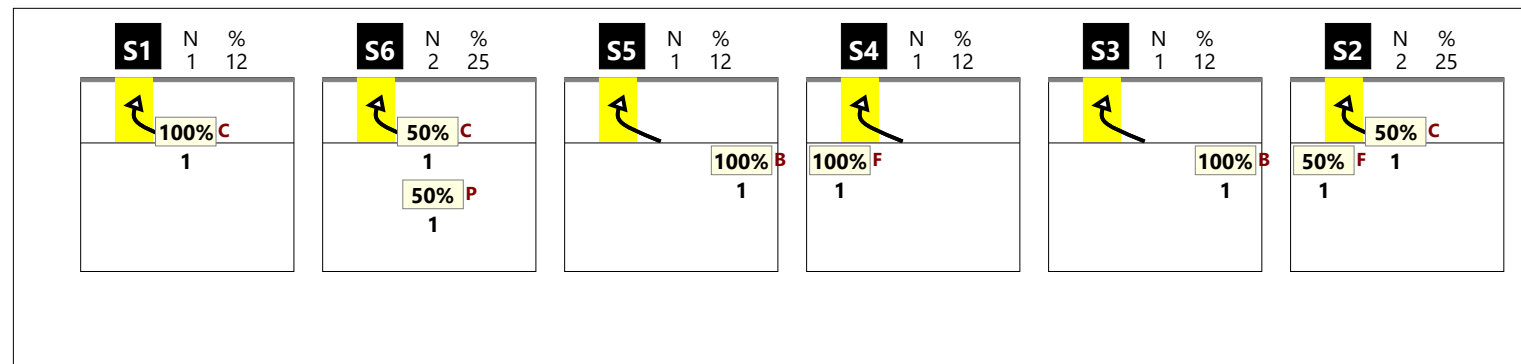 S1 N % S6 N % S5 N % S4 N % S3 N % S2 N %
1 12 2 25 1 12 1 12 1 12 2 25
100% C 50% C 50% C
1 1 100% B 100% F 100% B 50% F 1
50% P 1 1 1 1
1